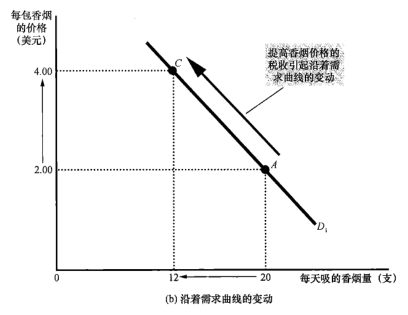 每包香烟
的价格
(美元)
提高香烟价格的
税收引起沿着需
求曲线的变动
C
4.00
2.00
A
D₁
0
12
20
每天吸的香烟量 (支)
(b) 沿着需求曲线的变动